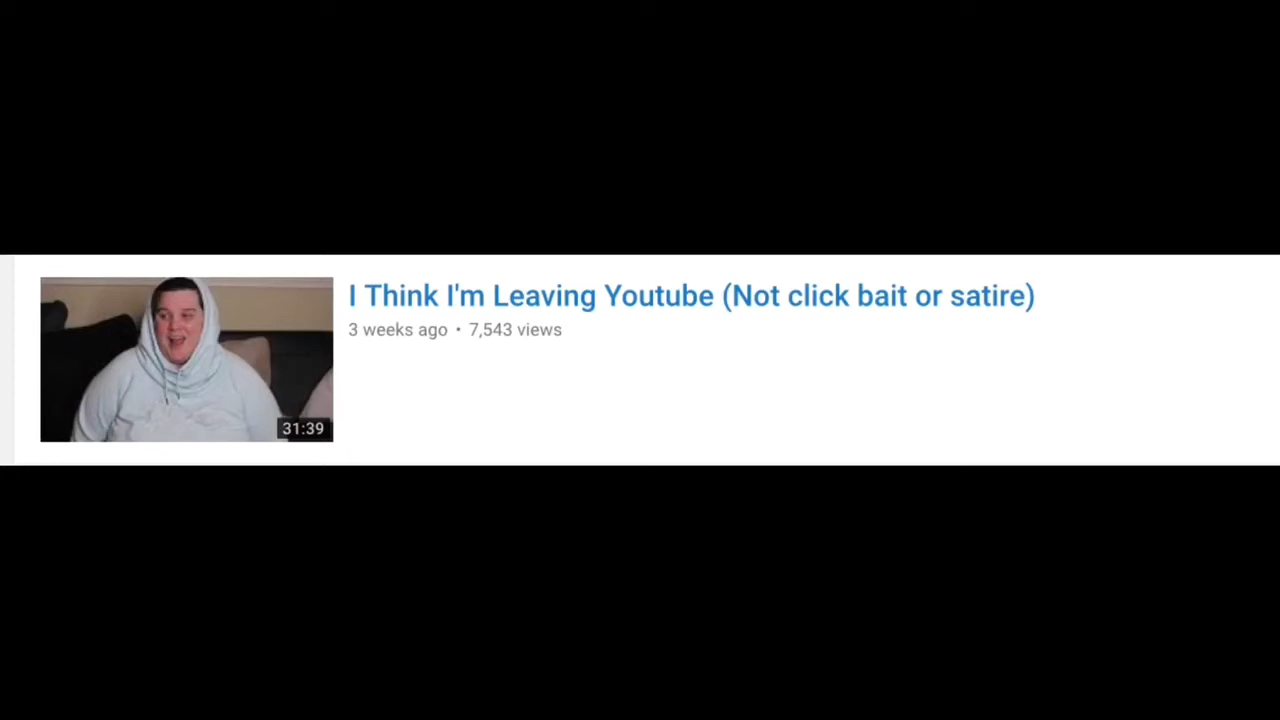 I Think I'm Leaving Youtube (Not click bait or satire)
3 weeks ago • 7,543 views
31:39